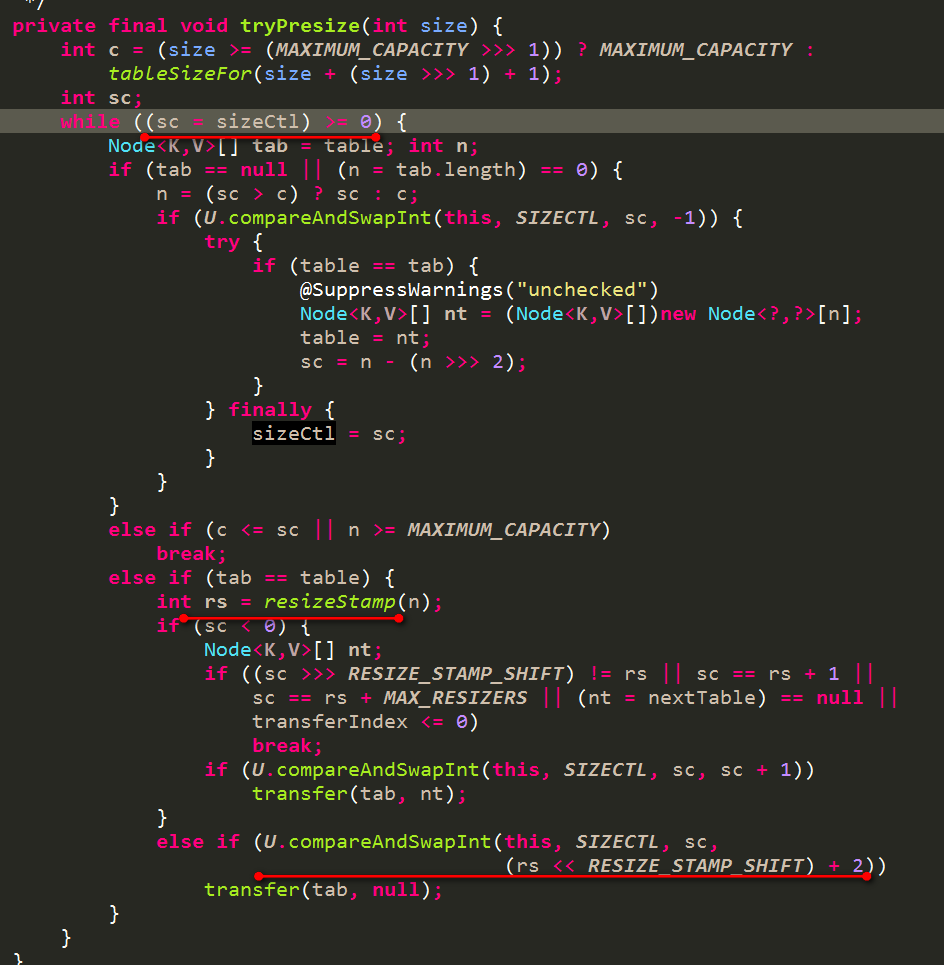 */
private final void tryPresize(int size) {
    int c = (size >= (MAXIMUM_CAPACITY >>> 1)) ? MAXIMUM_CAPACITY :
        tableSizeFor(size + (size >>> 1) + 1);
    int sc;
    while ((sc = sizeCtl) >= 0) {
        Node<K,V>[] tab = table; int n;
        if (tab == null || (n = tab.length) == 0) {
            n = (sc > c) ? sc : c;
            if (U.compareAndSwapInt(this, SIZECTL, sc, -1)) {
                try {
                    if (table == tab) {
                        @SuppressWarnings("unchecked")
                        Node<K,V>[] nt = (Node<K,V>[])new Node<?,?>[n];
                        table = nt;
                        sc = n - (n >>> 2);
                    }
                } finally {
                    sizeCtl = sc;
                }
            }
        }
        else if (c <= sc || n >= MAXIMUM_CAPACITY)
            break;
        else if (tab == table) {
            int rs = resizeStamp(n);
            if (sc < 0) {
                Node<K,V>[] nt;
                if ((sc >>> RESIZE_STAMP_SHIFT) != rs || sc == rs + 1 ||
                    sc == rs + MAX_RESIZERS || (nt = nextTable) == null ||
                    transferIndex <= 0)
                    break;
                if (U.compareAndSwapInt(this, SIZECTL, sc, sc + 1))
                    transfer(tab, nt);
            }
            else if (U.compareAndSwapInt(this, SIZECTL, sc,
                                         (rs << RESIZE_STAMP_SHIFT) + 2))
                transfer(tab, null);
        }
    }
}